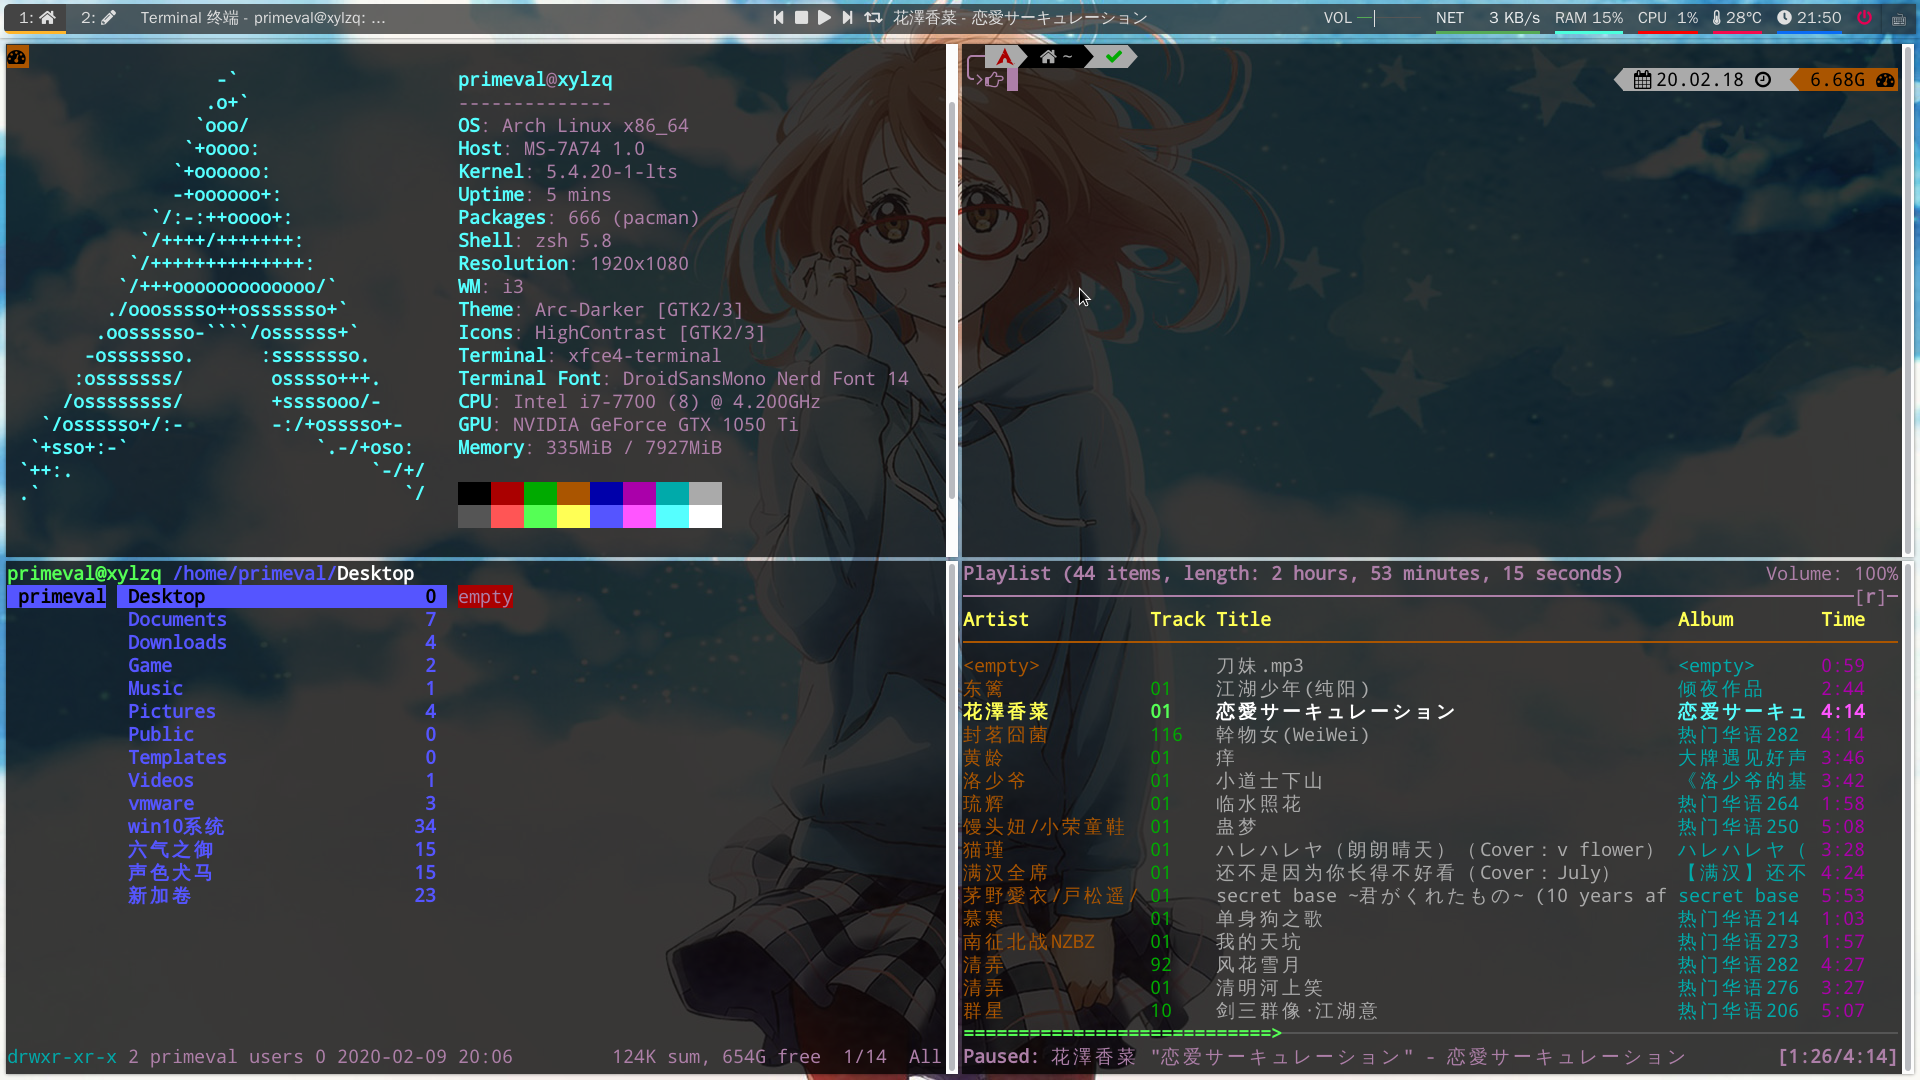 1: 2: Terminal 终端 - primeval@xylzq: ... 花澤香菜 - 恋愛サーキュレーション VOL NET 3 KB/s RAM 15% CPU 1% 28°C 21:50
-`
.o+`
`ooo/
`+oooo:
`+oooooo:
-+oooooo+:
`/:-:++oooo+:
`/++++/+++++++:
`/++++++++++++++:
`/+++ooooooooooooo/`
./ooosssso++osssssso+`
.oossssso-````/ossssss+`
-osssssso. :ssssssso.
:osssssss/ osssso+++.
/ossssssss/ +ssssooo/-
`/ossssso+/:- -:/+osssso+-
`+sso+:-` `.-/+oso:
`++:. `-/+/
.` `/
primeval@xylzq
--------------
OS: Arch Linux x86_64
Host: MS-7A74 1.0
Kernel: 5.4.20-1-lts
Uptime: 5 mins
Packages: 666 (pacman)
Shell: zsh 5.8
Resolution: 1920x1080
WM: i3
Theme: Arc-Darker [GTK2/3]
Icons: HighContrast [GTK2/3]
Terminal: xfce4-terminal
Terminal Font: DroidSansMono Nerd Font 14
CPU: Intel i7-7700 (8) @ 4.200GHz
GPU: NVIDIA GeForce GTX 1050 Ti
Memory: 335MiB / 7927MiB
~
20.02.18 6.68G
primeval@xylzq /home/primeval/Desktop
primeval Desktop 0 empty
Documents 7
Downloads 4
Game 2
Music 1
Pictures 4
Public 0
Templates 0
Videos 1
vmware 3
win10系统 34
六气之御 15
声色犬马 15
新加卷 23
drwxr-xr-x 2 primeval users 0 2020-02-09 20:06 124K sum, 654G free 1/14 All
Playlist (44 items, length: 2 hours, 53 minutes, 15 seconds) Volume: 100%
[r]
Artist Track Title Album Time
<empty> 刀妹.mp3 <empty> 0:59
东篱 01 江湖少年(纯阳) 倾夜作品 2:44
花澤香菜 01 恋愛サーキュレーション 恋爱サーキュ 4:14
封茗囧菌 116 幹物女(WeiWei) 热门华语282 4:14
黄龄 01 痒 大牌遇见好声 3:46
洛少爷 01 小道士下山 《洛少爷的基 3:42
琉辉 01 临水照花 热门华语264 1:58
馒头妞/小荣童鞋 01 蛊梦 热门华语250 5:08
猫瑾 01 ハレハレヤ（朗朗晴天）（Cover：v flower） ハレハレヤ（ 3:28
满汉全席 01 还不是因为你长得不好看（Cover：July） 【满汉】还不 4:24
茅野愛衣/戸松遥/ 01 secret base ~君がくれたもの~ (10 years af secret base 5:53
慕寒 01 单身狗之歌 热门华语214 1:03
南征北战NZBZ 01 我的天坑 热门华语273 1:57
清弄 92 风花雪月 热门华语282 4:27
清弄 01 清明河上笑 热门华语276 3:27
群星 10 剑三群像·江湖意 热门华语206 5:07
============================>
Paused: 花澤香菜 "恋愛サーキュレーション" - 恋愛サーキュレーション [1:26/4:14]